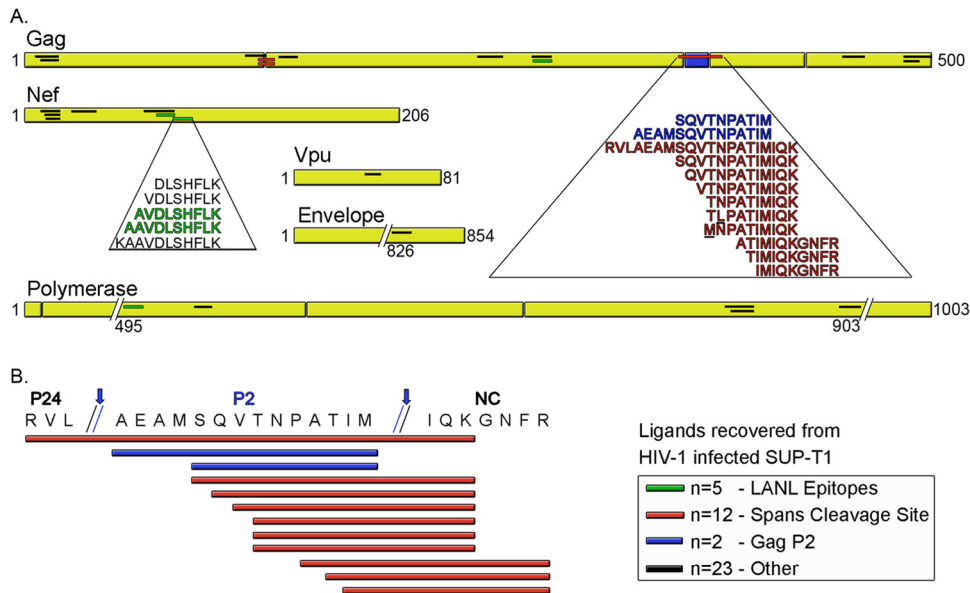 A.
Gag
1
500
Nef
1
206
SQVTNPATIM
AEAMSQVTNPATIM
RVLAEAMSQVTNPATIMIQK
SQVTNPATIMIQK
QVTNPATIMIQK
VTNPATIMIQK
TNPATIMIQK
TLPATIMIQK
MNPATIMIQK
ATIMIQKGNFR
TIMIQKGNFR
IMIQKGNFR
DLSHFLK
VDLSHFLK
AVDLSHFLK
AAVDLSHFLK
KAAVDLSHFLK
Vpu
1
81
Envelope
1
826
854
Polymerase
1
495
903
1003
B.
P24 P2 NC
R V L // A E A M S Q V T N P A T I M // I Q K G N F R
Ligands recovered from
HIV-1 infected SUP-T1
n=5 - LANL Epitopes
n=12 - Spans Cleavage Site
n=2 - Gag P2
n=23 - Other